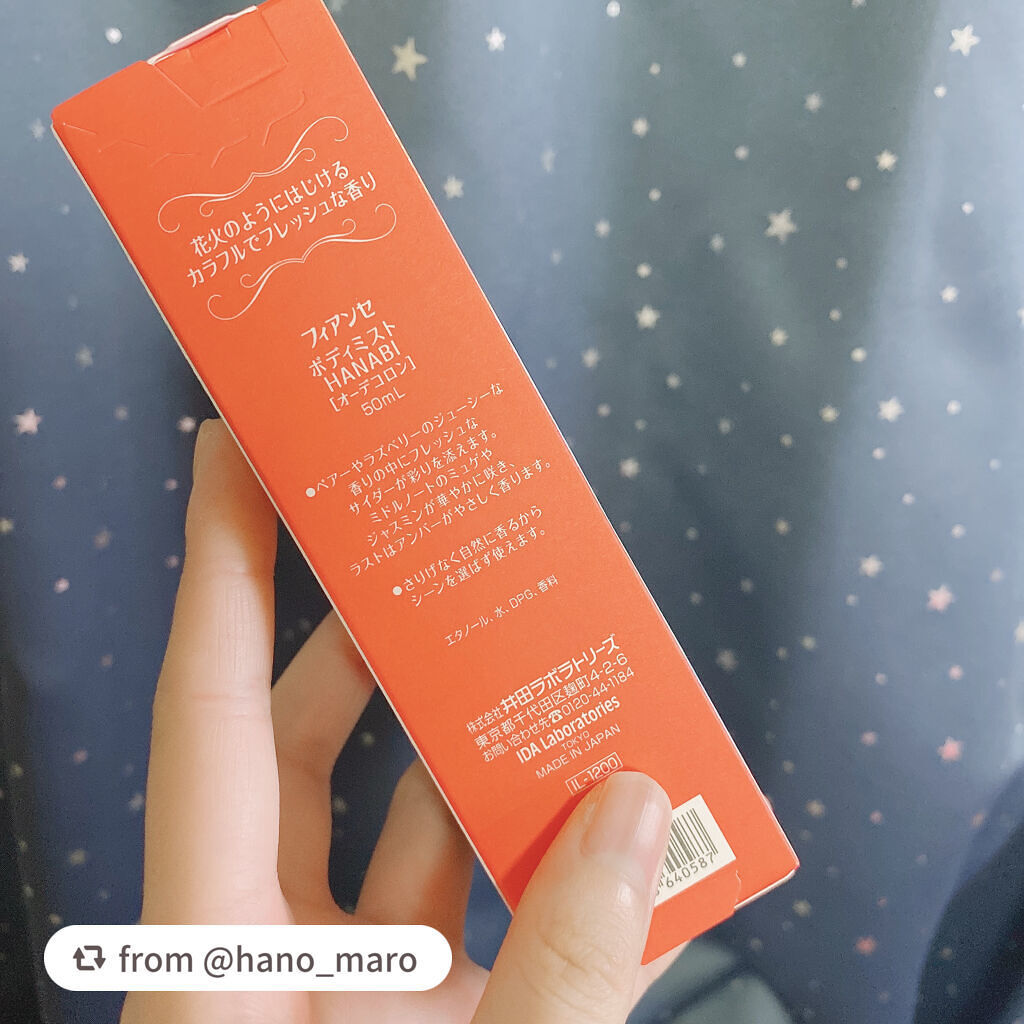 花火のようにはじける
カラフルでフレッシュな香り
フィアンセ
ボディミスト
HANABI
[オーデコロン]
50mL
●ペアーやラズベリーのジューシーな
香りの中にフレッシュな
サイダーが彩りを添えます。
ミドルノートのミュゲや
ジャスミンが華やかに咲き、
ラストはアンバーがやさしく香ります。
●さりげなく自然に香るから
シーンを選ばず使えます。
エタノール、水、DPG、香料
株式会社井田ラボラトリーズ
東京都千代田区麹町4-2-6
お問い合わせ先☎0120-44-1184
IDA Laboratories
TOKYO
MADE IN JAPAN
IL-1200
640587
from @hano_maro